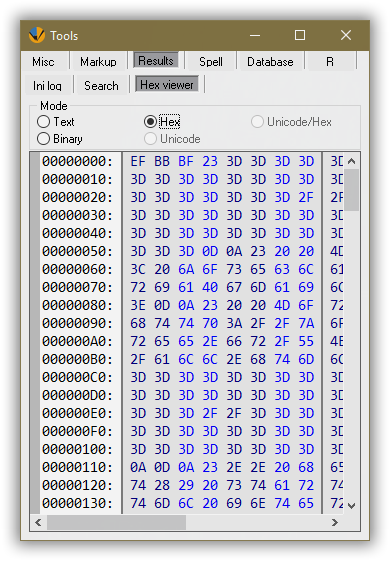 Tools
Misc Markup Results Spell Database R
Ini log Search Hex viewer
Mode
Text Hex Unicode/Hex
Binary Unicode
00000000: EF BB BF 23 3D 3D 3D 3D 3D
00000010: 3D 3D 3D 3D 3D 3D 3D 3D 3D
00000020: 3D 3D 3D 3D 3D 3D 3D 2F 2F
00000030: 3D 3D 3D 3D 3D 3D 3D 3D 3D
00000040: 3D 3D 3D 3D 3D 3D 3D 3D 3D
00000050: 3D 3D 3D 0D 0A 23 20 20 4D
00000060: 3C 20 6A 6F 73 65 63 6C 61
00000070: 72 69 61 40 67 6D 61 69 6C
00000080: 3E 0D 0A 23 20 20 4D 6F 72
00000090: 68 74 74 70 3A 2F 2F 7A 6F
000000A0: 72 65 65 2E 66 72 2F 55 4E
000000B0: 2F 61 6C 6C 2E 68 74 6D 6C
000000C0: 3D 3D 3D 3D 3D 3D 3D 3D 3D
000000D0: 3D 3D 3D 3D 3D 3D 3D 3D 3D
000000E0: 3D 3D 3D 2F 2F 3D 3D 3D 3D
000000F0: 3D 3D 3D 3D 3D 3D 3D 3D 3D
00000100: 3D 3D 3D 3D 3D 3D 3D 3D 3D
00000110: 0A 0D 0A 23 2E 2E 20 68 65
00000120: 74 28 29 20 73 74 61 72 74
00000130: 74 6D 6C 20 69 6E 74 65 72